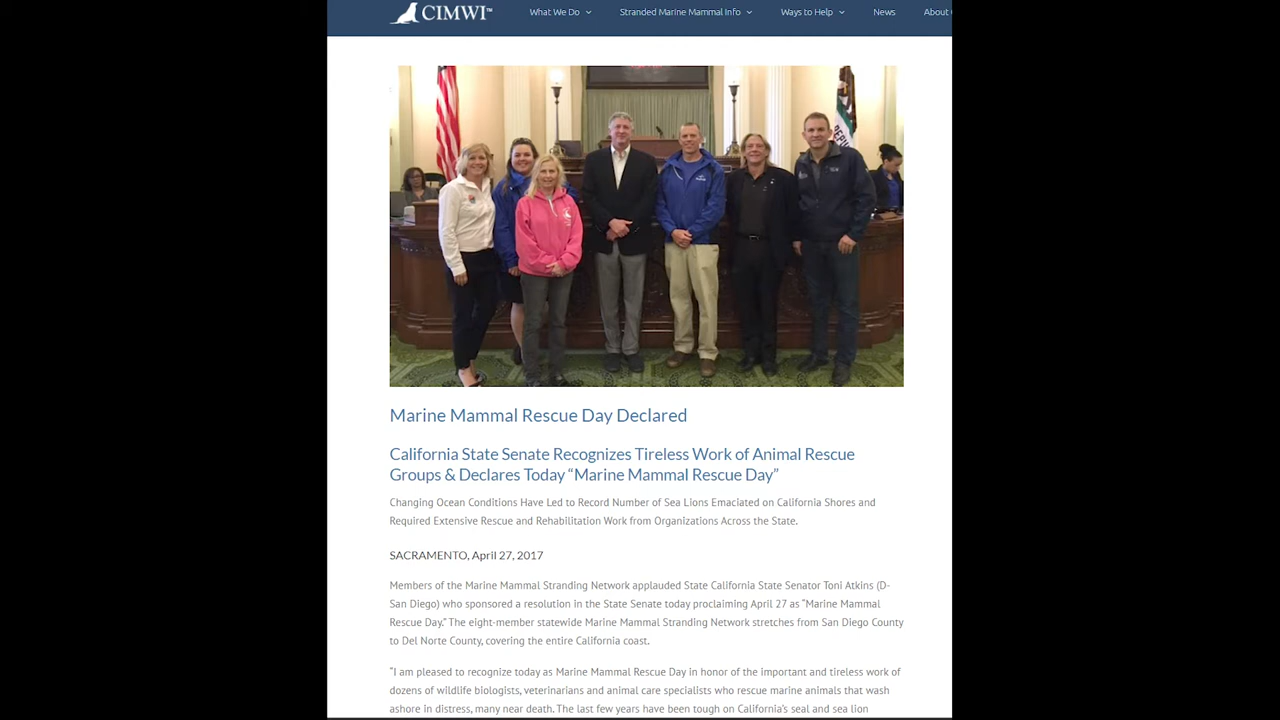 CIMWI™
What We Do
Stranded Marine Mammal Info
Ways to Help
News
About
Marine Mammal Rescue Day Declared
California State Senate Recognizes Tireless Work of Animal Rescue
Groups & Declares Today “Marine Mammal Rescue Day”
Changing Ocean Conditions Have Led to Record Number of Sea Lions Emaciated on California Shores and
Required Extensive Rescue and Rehabilitation Work from Organizations Across the State.
SACRAMENTO, April 27, 2017
Members of the Marine Mammal Stranding Network applauded State California State Senator Toni Atkins (D-
San Diego) who sponsored a resolution in the State Senate today proclaiming April 27 as “Marine Mammal
Rescue Day.” The eight-member statewide Marine Mammal Stranding Network stretches from San Diego County
to Del Norte County, covering the entire California coast.
“I am pleased to recognize today as Marine Mammal Rescue Day in honor of the important and tireless work of
dozens of wildlife biologists, veterinarians and animal care specialists who rescue marine animals that wash
ashore in distress, many near death. The last few years have been tough on California’s seal and sea lion